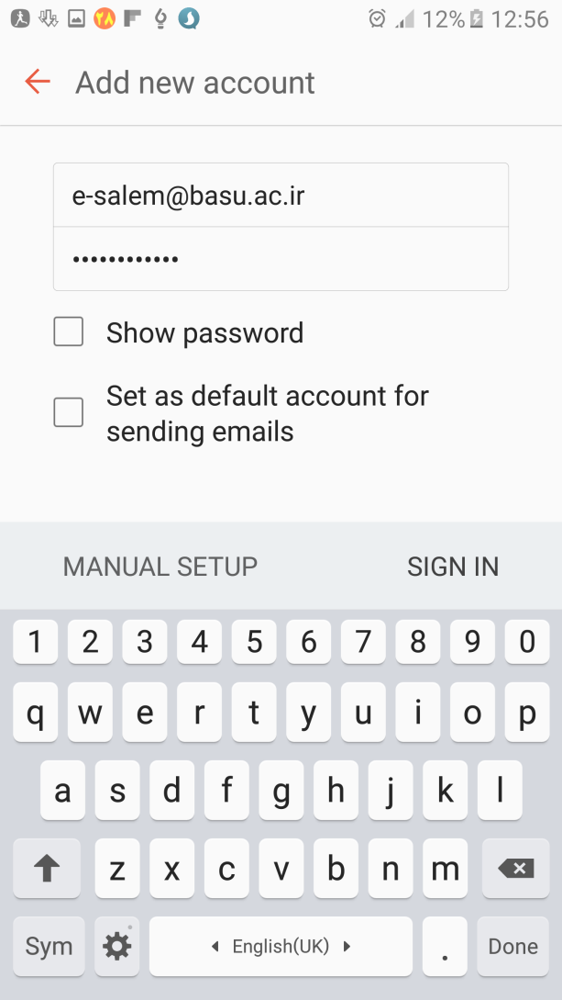 12% 12:56
Add new account
e-salem@basu.ac.ir
••••••••••••
Show password
Set as default account for
sending emails
MANUAL SETUP SIGN IN
1 2 3 4 5 6 7 8 9 0
q w e r t y u i o p
a s d f g h j k l
z x c v b n m
Sym English(UK) . Done